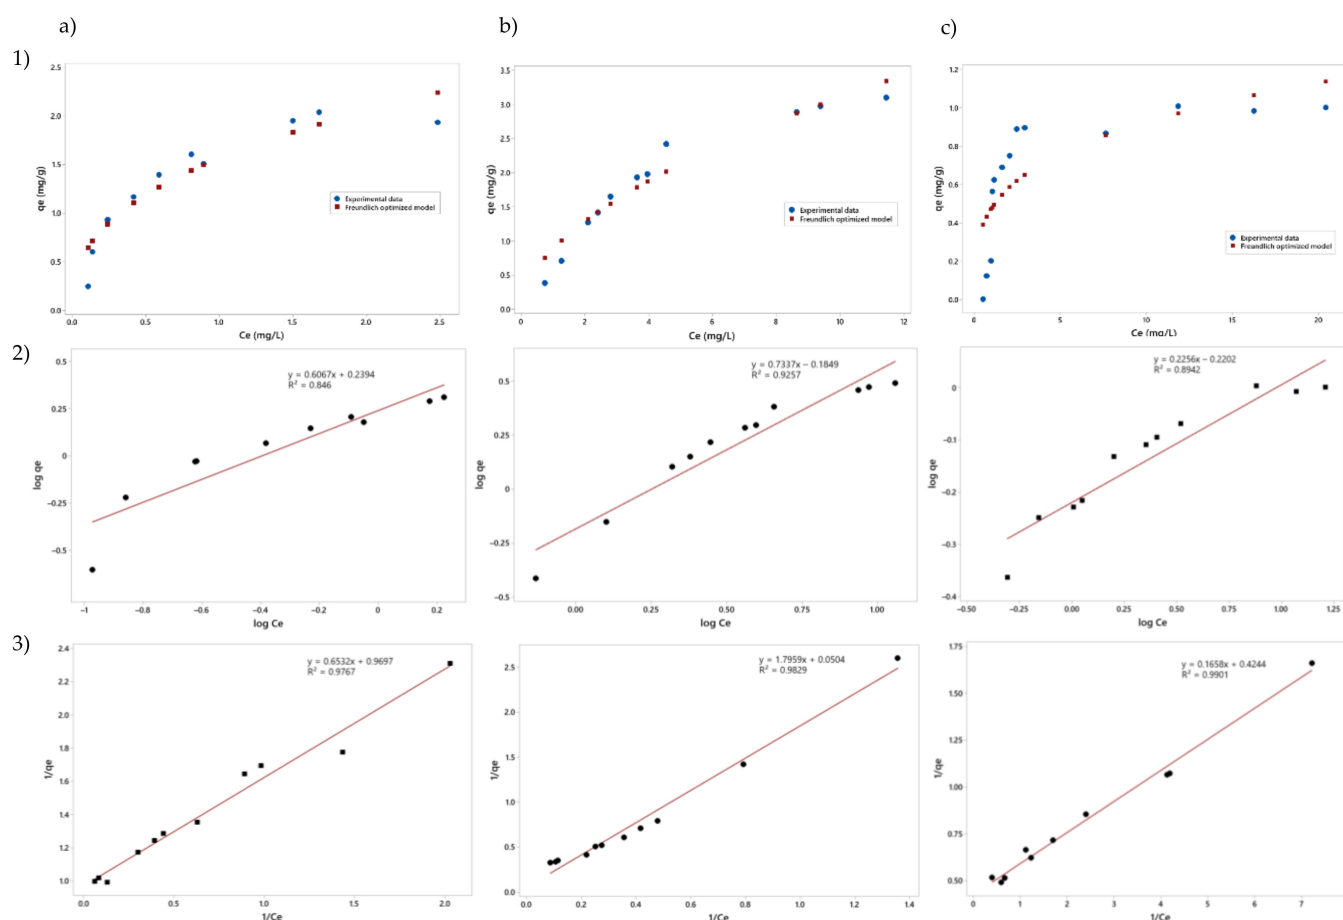 a)
b)
c)
1)
2.5
2.0
1.5
1.0
0.5
0.0
qe (mg/g)
Experimental data
Freundlich optimized model
0.0 0.5 1.0 1.5 2.0 2.5
Ce (mg/L)
3.5
3.0
2.5
2.0
1.5
1.0
0.5
0.0
qe (mg/g)
Experimental data
Freundlich optimized model
0 2 4 6 8 10 12
Ce (mg/L)
1.2
1.0
0.8
0.6
0.4
0.2
0.0
qe (mg/g)
Experimental data
Freundlich optimized model
0 5 10 15 20
Ce (mg/L)
2)
y = 0.6067x + 0.2394
R² = 0.846
0.5
0.25
0
−0.25
−0.5
log qe
−1 −0.8 −0.6 −0.4 −0.2 0 0.2
log Ce
y = 0.7337x − 0.1849
R² = 0.9257
0.5
0.25
0
−0.25
−0.5
log qe
0.00 0.25 0.50 0.75 1.00
log Ce
y = 0.2256x − 0.2202
R² = 0.8942
0
−0.1
−0.2
−0.3
−0.4
log qe
−0.50 −0.25 0.00 0.25 0.50 0.75 1.00 1.25
log Ce
3)
y = 0.6532x + 0.9697
R² = 0.9767
2.4
2.2
2.0
1.8
1.6
1.4
1.2
1.0
1/qe
0.0 0.5 1.0 1.5 2.0
1/Ce
y = 1.7959x + 0.0504
R² = 0.9829
2.5
2.0
1.5
1.0
0.5
0.0
1/qe
0.0 0.2 0.4 0.6 0.8 1.0 1.2 1.4
1/Ce
y = 0.1658x + 0.4244
R² = 0.9901
1.75
1.50
1.25
1.00
0.75
0.50
1/qe
0 1 2 3 4 5 6 7
1/Ce